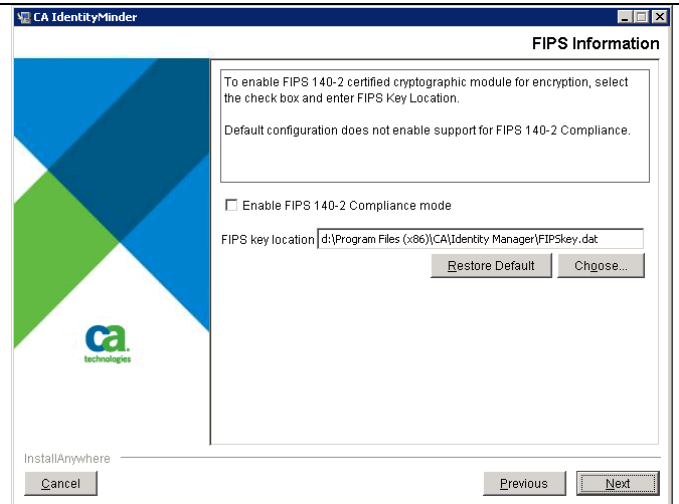 CA IdentityMinder
FIPS Information
To enable FIPS 140-2 certified cryptographic module for encryption, select
the check box and enter FIPS Key Location.
Default configuration does not enable support for FIPS 140-2 Compliance.
Enable FIPS 140-2 Compliance mode
FIPS key location d:\Program Files (x86)\CA\Identity Manager\FIPSkey.dat
Restore Default Choose...
ca.
technologies
InstallAnywhere
Cancel Previous Next